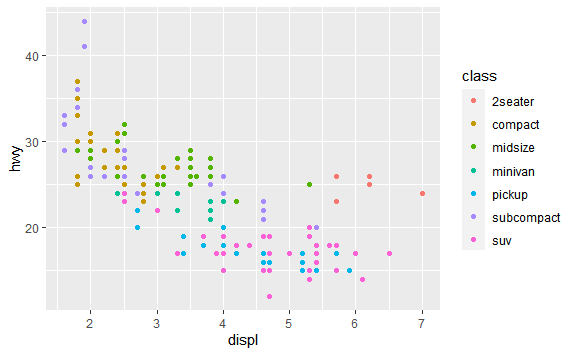 40
30
20
hwy
2 3 4 5 6 7
displ
class
2seater
compact
midsize
minivan
pickup
subcompact
suv